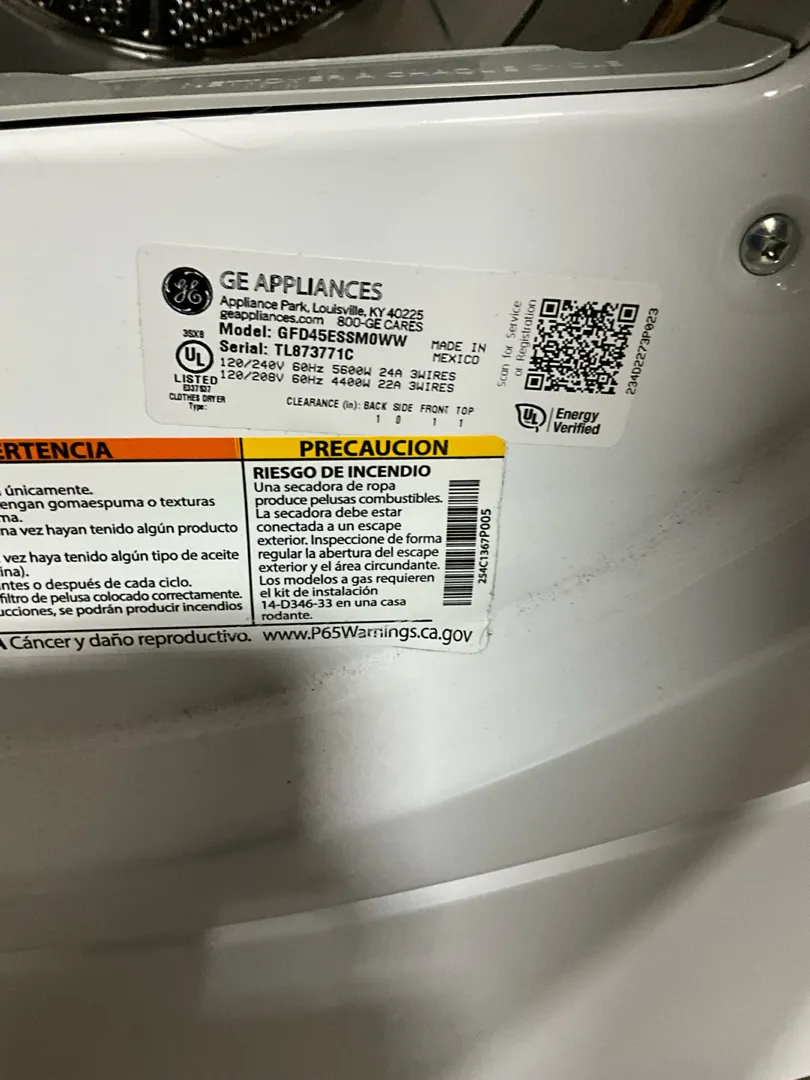 NETTOYER À CHAQUE CYCLE
GE APPLIANCES
Appliance Park, Louisville, KY 40225
geappliances.com 800-GE CARES
Model: GFD45ESSM0WW
Serial: TL873771C
MADE IN
MEXICO
120/240V 60Hz 5600W 24A 3WIRES
120/208V 60Hz 4400W 22A 3WIRES
3SX8
UL
LISTED
E337537
CLOTHES DRYER
Type:
CLEARANCE (in): BACK SIDE FRONT TOP
1 0 1 1
Scan for Service
or Registration
234D2273P023
UL Energy
Verified
ERTENCIA
únicamente.
engan gomaespuma o texturas
ma.
na vez hayan tenido algún producto
vez haya tenido algún tipo de aceite
ina).
ntes o después de cada ciclo.
filtro de pelusa colocado correctamente.
ucciones, se podrán producir incendios
PRECAUCION
RIESGO DE INCENDIO
Una secadora de ropa
produce pelusas combustibles.
La secadora debe estar
conectada a un escape
exterior. Inspeccione de forma
regular la abertura del escape
exterior y el área circundante.
Los modelos a gas requieren
el kit de instalación
14-D346-33 en una casa
rodante.
254C1367P005
Cáncer y daño reproductivo. www.P65Warnings.ca.gov